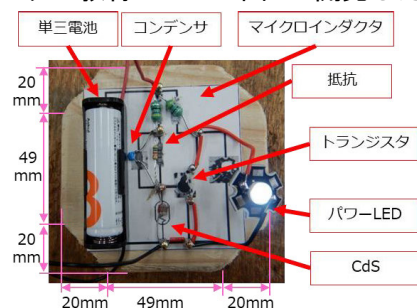 単三電池
コンデンサ
マイクロインダクタ
抵抗
トランジスタ
パワーLED
CdS
20
mm
49
mm
20
mm
20mm
49mm
20mm